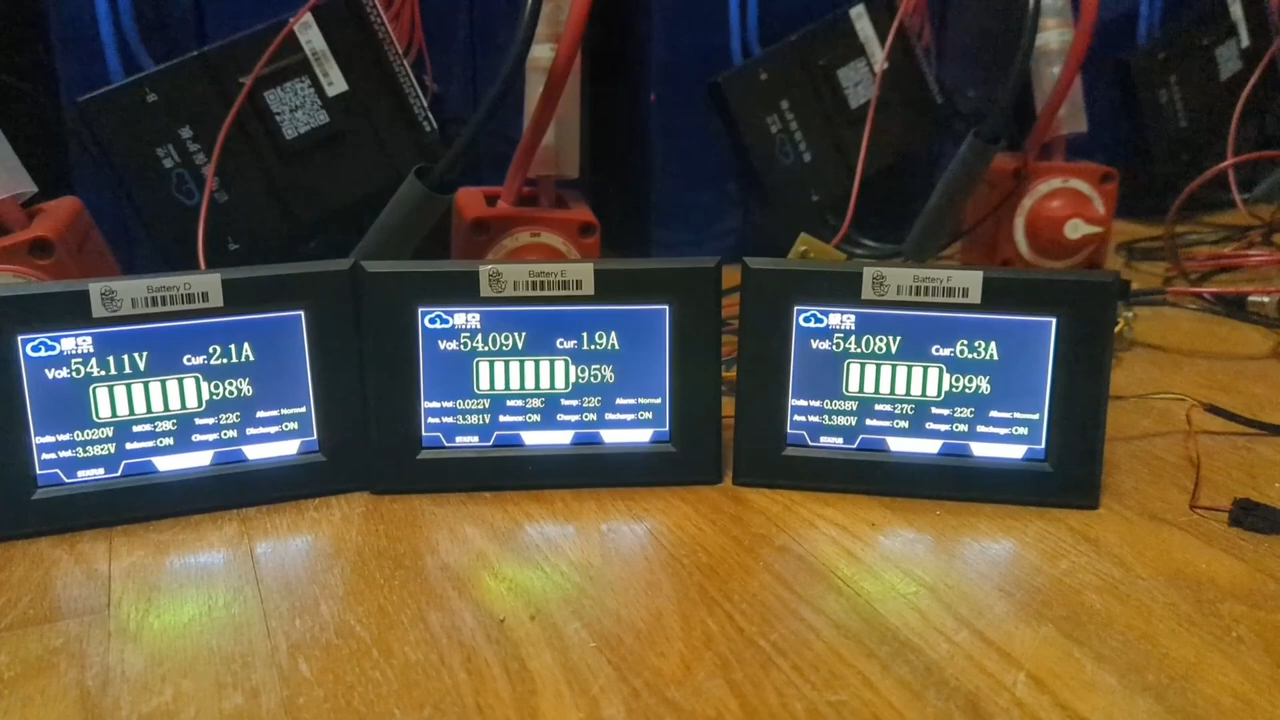 Battery D
Vol:54.11V
Cur:2.1A
98%
Delta Vol:0.020V
MOS:28C
Temp:22C
Alarm:Normal
Ave. Vol.:3.382V
Balance:ON
Charge:ON
Discharge:ON
STATUS
Battery E
Vol:54.09V
Cur:1.9A
95%
Delta Vol:0.022V
MOS:28C
Temp:22C
Alarm:Normal
Ave. Vol.:3.381V
Balance:ON
Charge:ON
Discharge:ON
STATUS
Battery F
Vol:54.08V
Cur:6.3A
99%
Delta Vol:0.038V
MOS:27C
Temp:22C
Alarm:Normal
Ave. Vol.:3.380V
Balance:ON
Charge:ON
Discharge:ON
STATUS
B-
P-